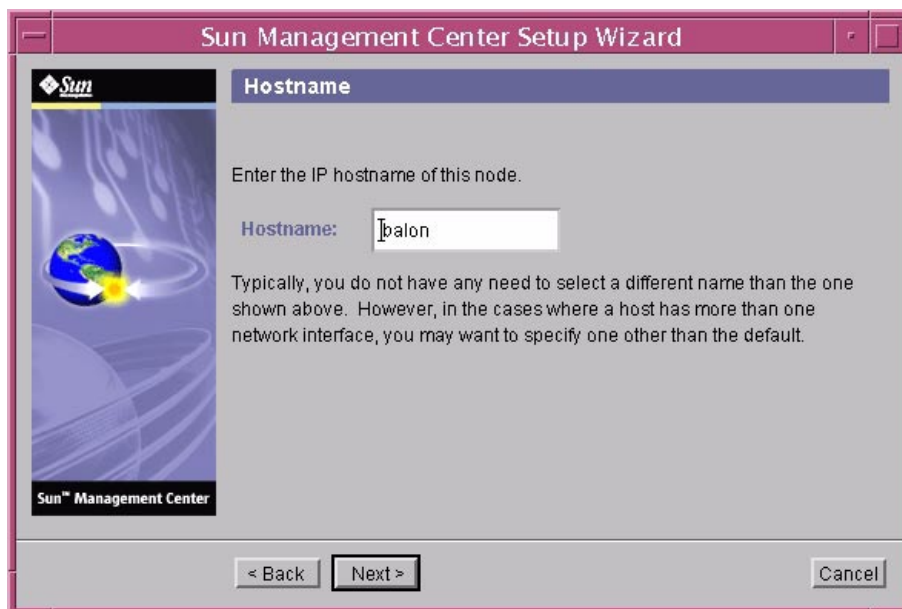 Sun Management Center Setup Wizard
Sun
Hostname
Enter the IP hostname of this node.
Hostname:
balon
Typically, you do not have any need to select a different name than the one
shown above. However, in the cases where a host has more than one
network interface, you may want to specify one other than the default.
Sun™ Management Center
< Back
Next >
Cancel